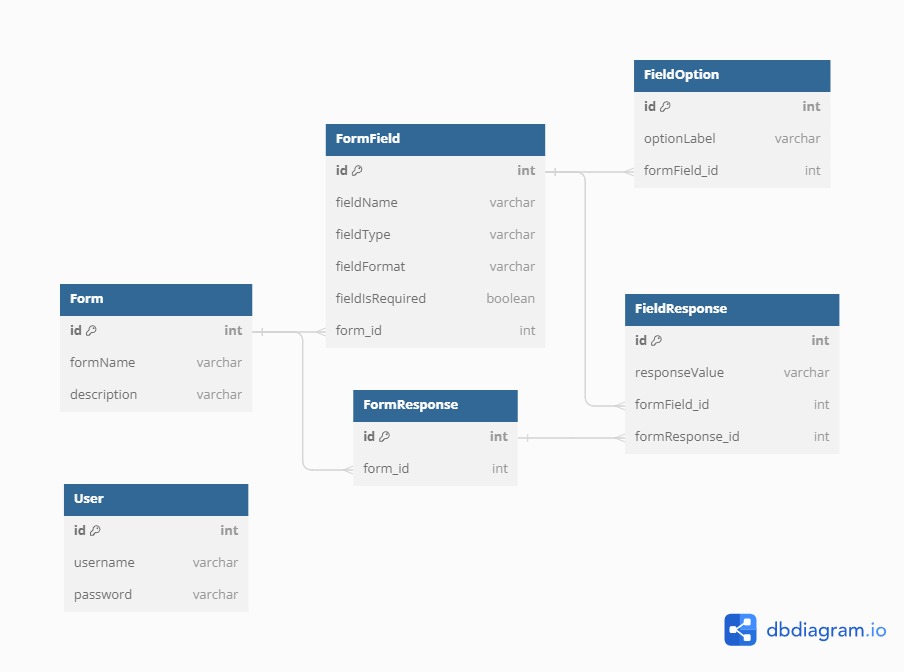 FieldOption
id int
optionLabel varchar
formField_id int
FormField
id int
fieldName varchar
fieldType varchar
fieldFormat varchar
fieldIsRequired boolean
form_id int
Form
id int
formName varchar
description varchar
FieldResponse
id int
responseValue varchar
formField_id int
formResponse_id int
FormResponse
id int
form_id int
User
id int
username varchar
password varchar
dbdiagram.io